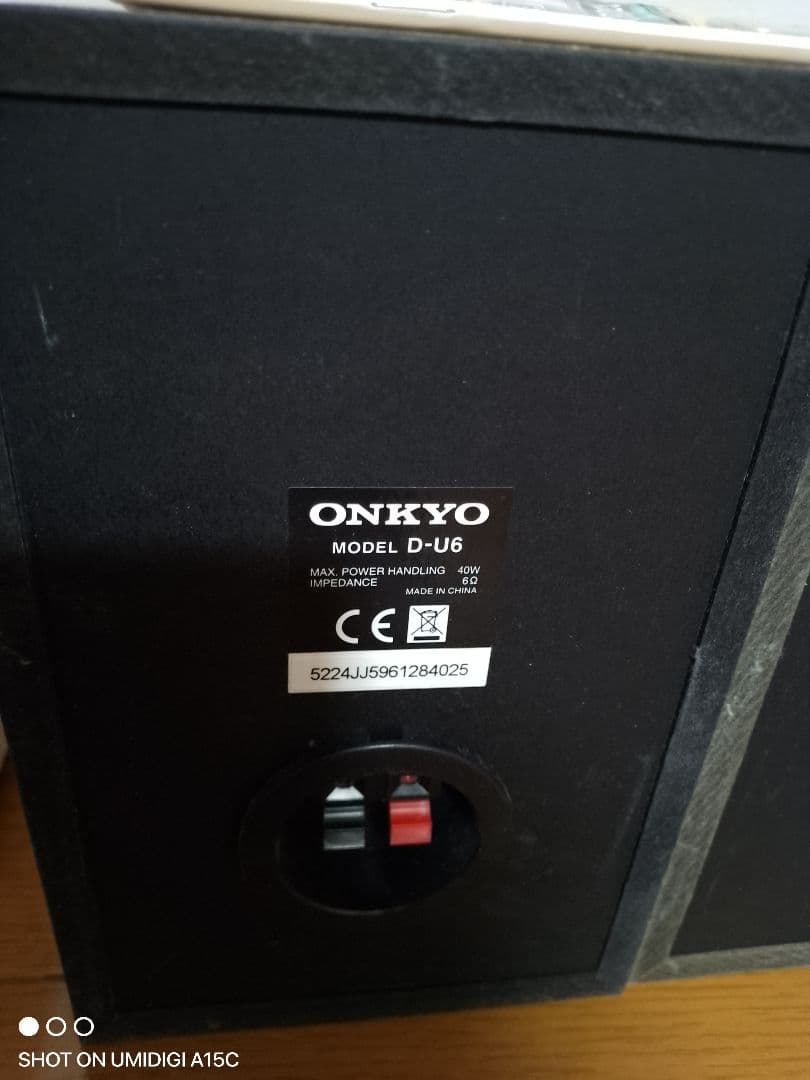 ONKYO
MODEL D-U6
MAX. POWER HANDLING 40W
IMPEDANCE 6Ω
MADE IN CHINA
CE
5224JJ5961284025
SHOT ON UMIDIGI A15C